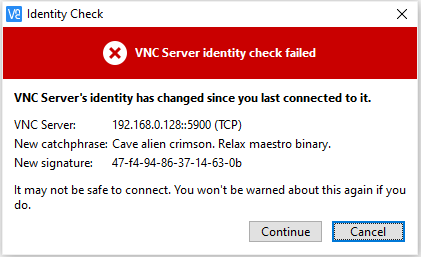 Identity Check
VNC Server identity check failed
VNC Server's identity has changed since you last connected to it.
VNC Server: 192.168.0.128::5900 (TCP)
New catchphrase: Cave alien crimson. Relax maestro binary.
New signature: 47-f4-94-86-37-14-63-0b
It may not be safe to connect. You won't be warned about this again if you
do.
Continue Cancel